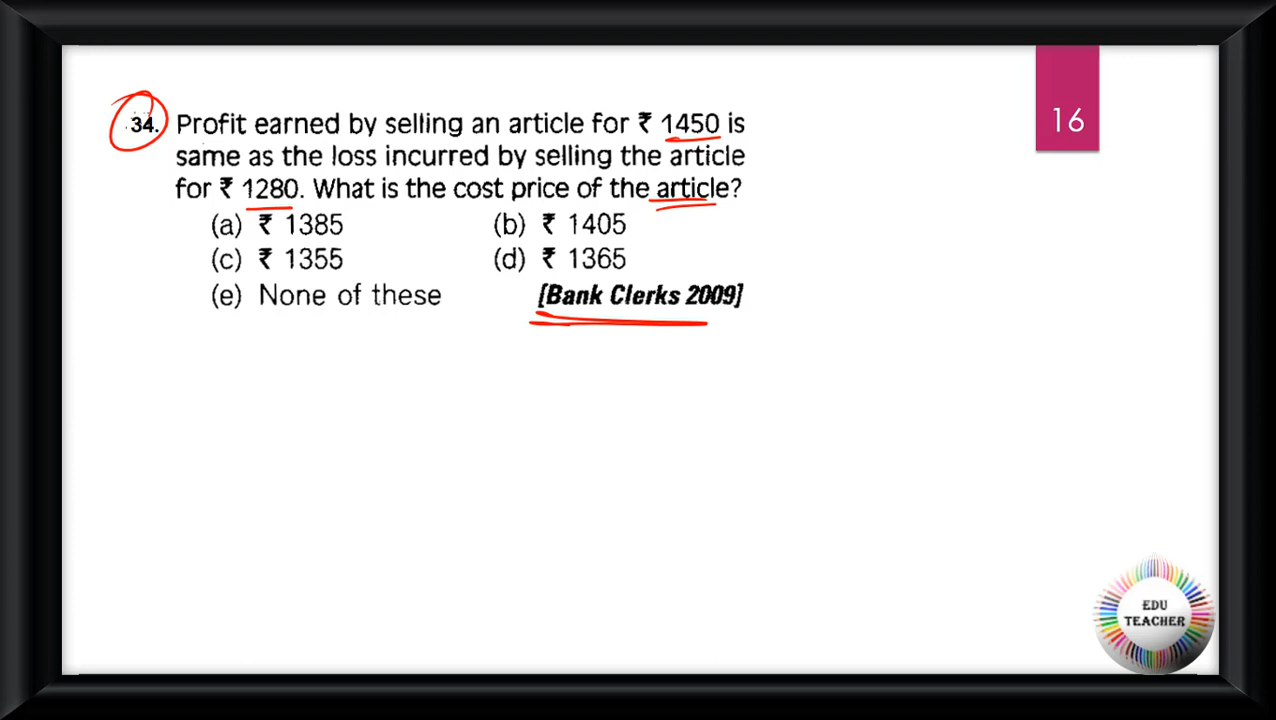 16
34. Profit earned by selling an article for ₹ 1450 is
same as the loss incurred by selling the article
for ₹ 1280. What is the cost price of the article?
(a) ₹ 1385 (b) ₹ 1405
(c) ₹ 1355 (d) ₹ 1365
(e) None of these [Bank Clerks 2009]
EDU
TEACHER